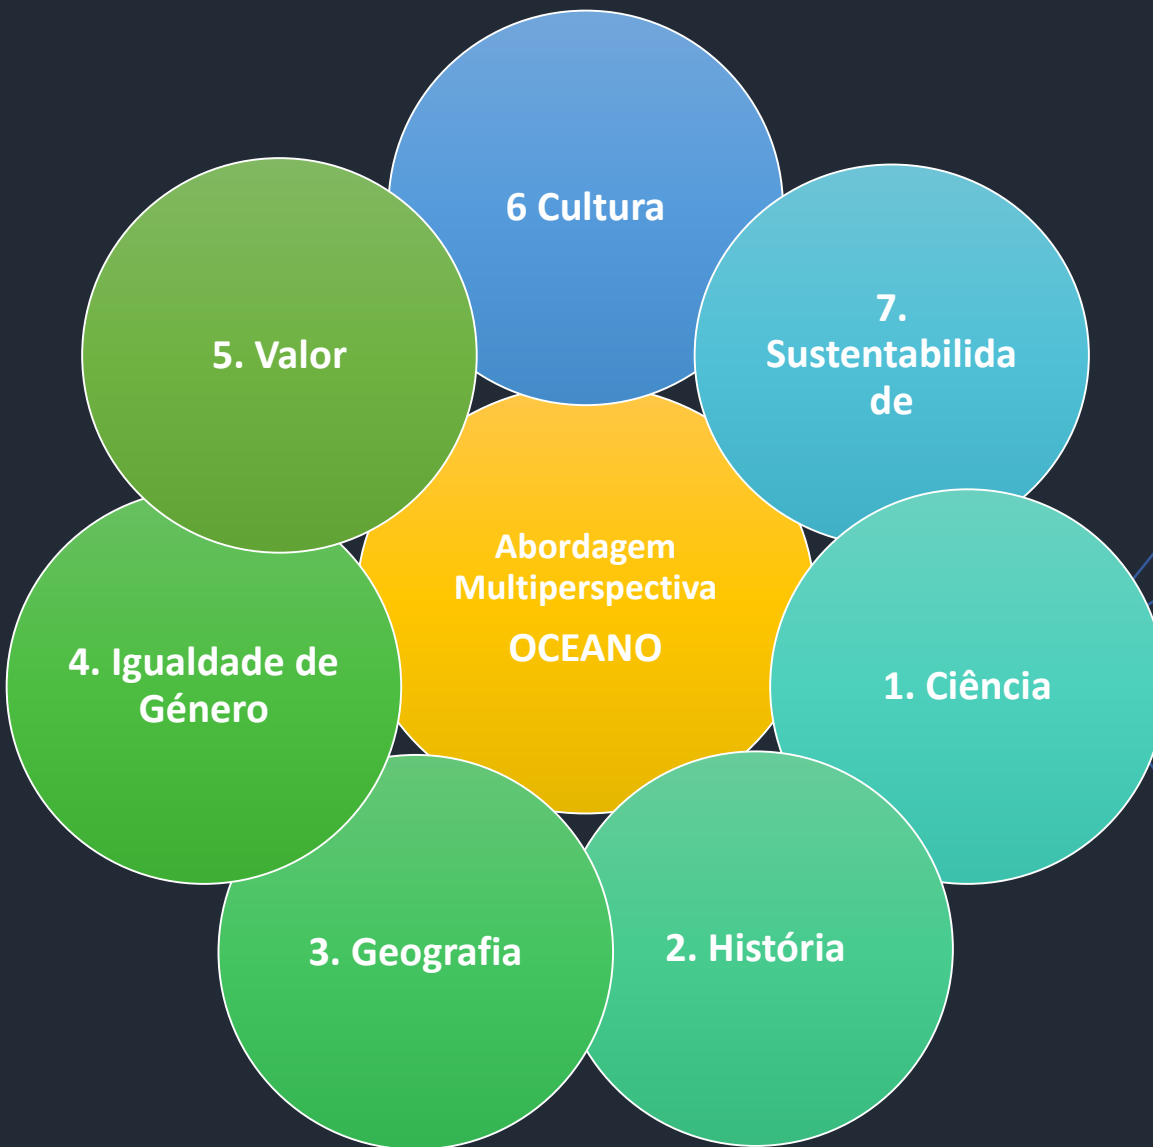 6 Cultura
7.
Sustentabilida
de
5. Valor
Abordagem
Multiperspectiva
OCEANO
4. Igualdade de
Género
1. Ciência
3. Geografia
2. História